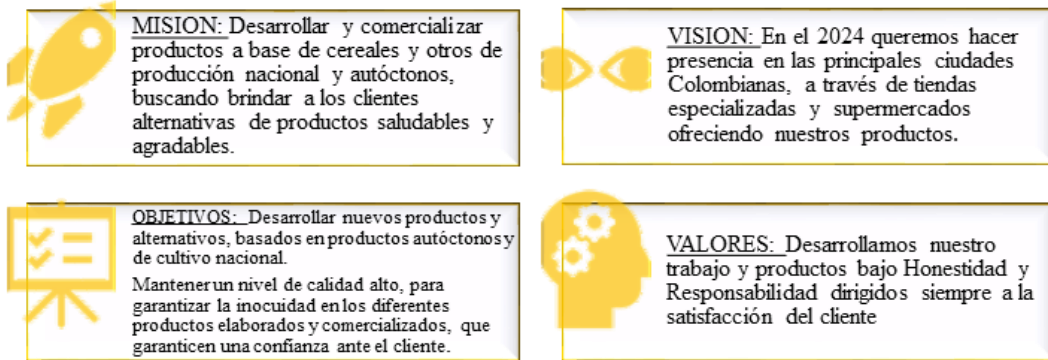 MISION: Desarrollar y comercializar
productos a base de cereales y otros de
producción nacional y autóctonos,
buscando brindar a los clientes
alternativas de productos saludables y
agradables.
VISION: En el 2024 queremos hacer
presencia en las principales ciudades
Colombianas, a través de tiendas
especializadas y supermercados
ofreciendo nuestros productos.
OBJETIVOS: Desarrollar nuevos productos y
alternativos, basados en productos autóctonos y
de cultivo nacional.
Mantener un nivel de calidad alto, para
garantizar la inocuidad en los diferentes
productos elaborados y comercializados, que
garanticen una confianza ante el cliente.
VALORES: Desarrollamos nuestro
trabajo y productos bajo Honestidad y
Responsabilidad dirigidos siempre a la
satisfacción del cliente